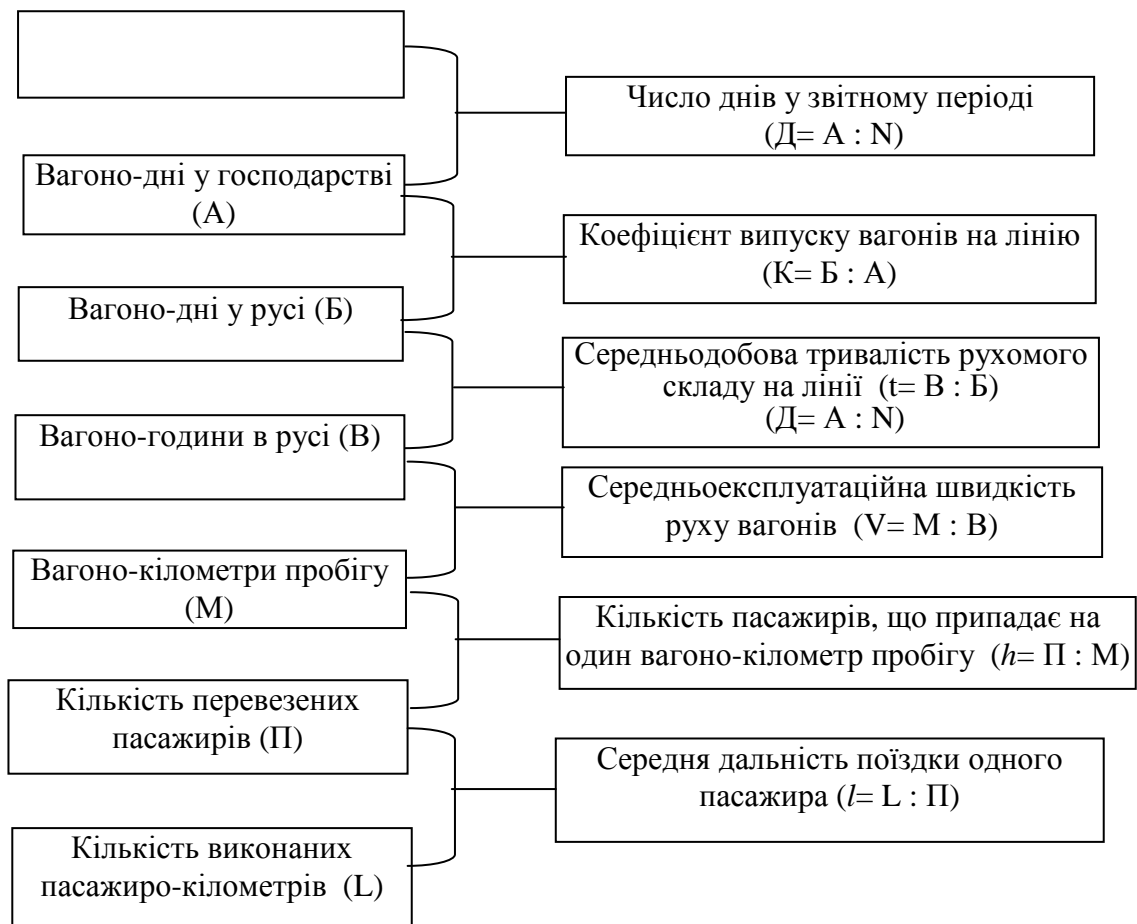 Число днів у звітному періоді
(Д= А : N)
Вагоно-дні у господарстві
(А)
Коефіцієнт випуску вагонів на лінію
(К= Б : А)
Вагоно-дні у русі (Б)
Середньодобова тривалість рухомого
складу на лінії (t= В : Б)
(Д= А : N)
Вагоно-години в русі (В)
Середньоексплуатаційна швидкість
руху вагонів (V= М : В)
Вагоно-кілометри пробігу
(М)
Кількість пасажирів, що припадає на
один вагоно-кілометр пробігу (h= П : М)
Кількість перевезених
пасажирів (П)
Середня дальність поїздки одного
пасажира (l= L : П)
Кількість виконаних
пасажиро-кілометрів (L)